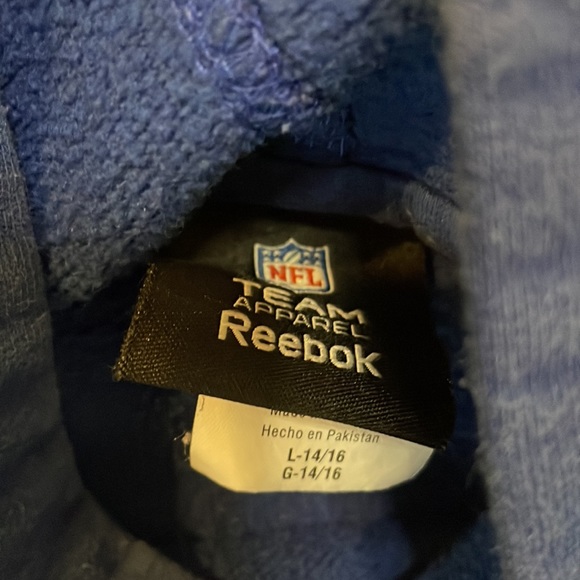 NFL
TEAM
APPAREL
Reebok
Hecho en Pakistan
L-14/16
G-14/16